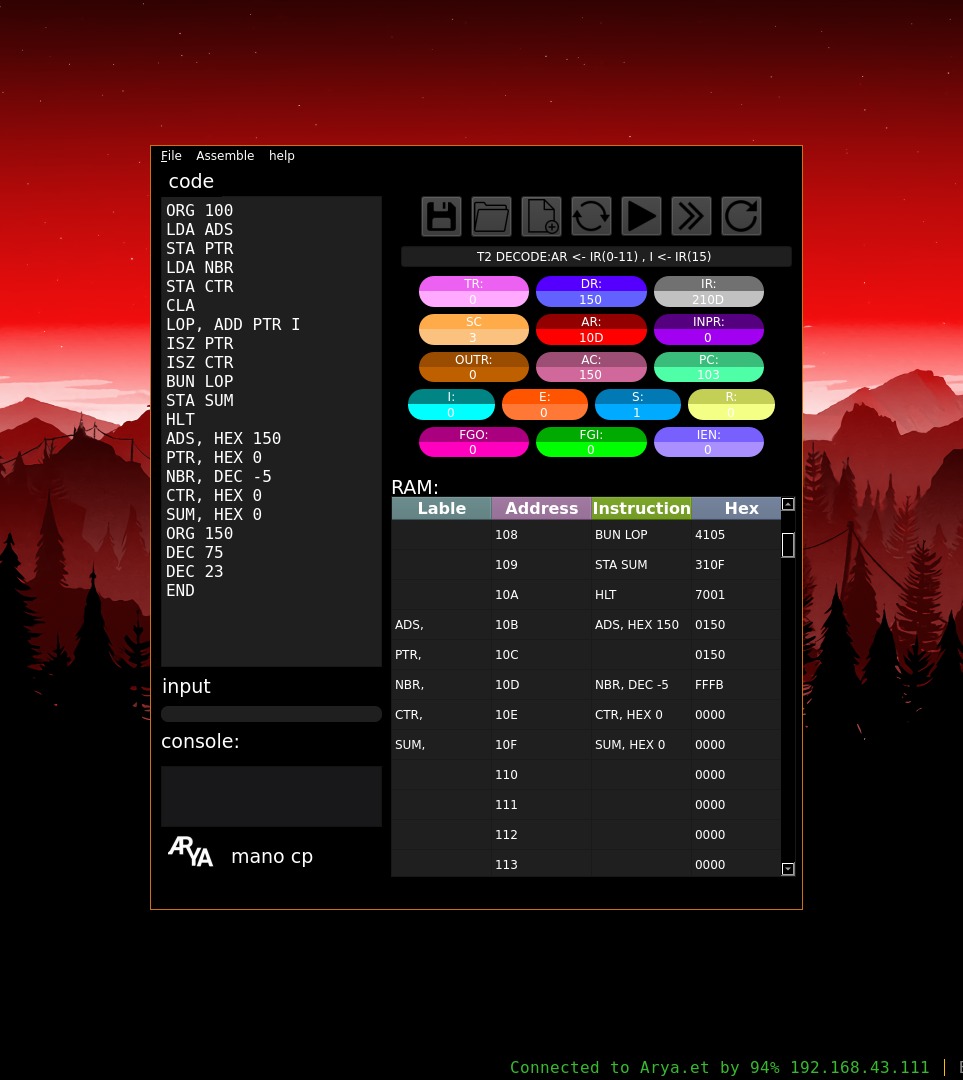 File Assemble help
code
ORG 100
LDA ADS
STA PTR
LDA NBR
STA CTR
CLA
LOP, ADD PTR I
ISZ PTR
ISZ CTR
BUN LOP
STA SUM
HLT
ADS, HEX 150
PTR, HEX 0
NBR, DEC -5
CTR, HEX 0
SUM, HEX 0
ORG 150
DEC 75
DEC 23
END
input
console:
ARYA
mano cp
T2 DECODE:AR <- IR(0-11) , I <- IR(15)
TR: DR: IR:
0 150 210D
SC AR: INPR:
3 10D 0
OUTR: AC: PC:
0 150 103
I: E: S: R:
0 0 1 0
FGO: FGI: IEN:
0 0 0
RAM:
Lable Address Instruction Hex
108 BUN LOP 4105
109 STA SUM 310F
10A HLT 7001
ADS, 10B ADS, HEX 150 0150
PTR, 10C 0150
NBR, 10D NBR, DEC -5 FFFB
CTR, 10E CTR, HEX 0 0000
SUM, 10F SUM, HEX 0 0000
110 0000
111 0000
112 0000
113 0000
Connected to Arya.et by 94% 192.168.43.111 |